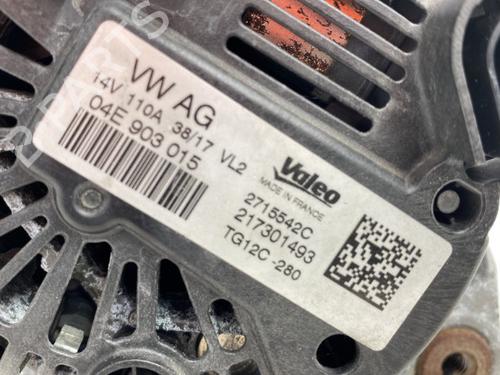 VW AG
14V 110A 38/17 VL2
04E 903 015
Valeo
MADE IN FRANCE
2715542C
217301493
TG12C-280